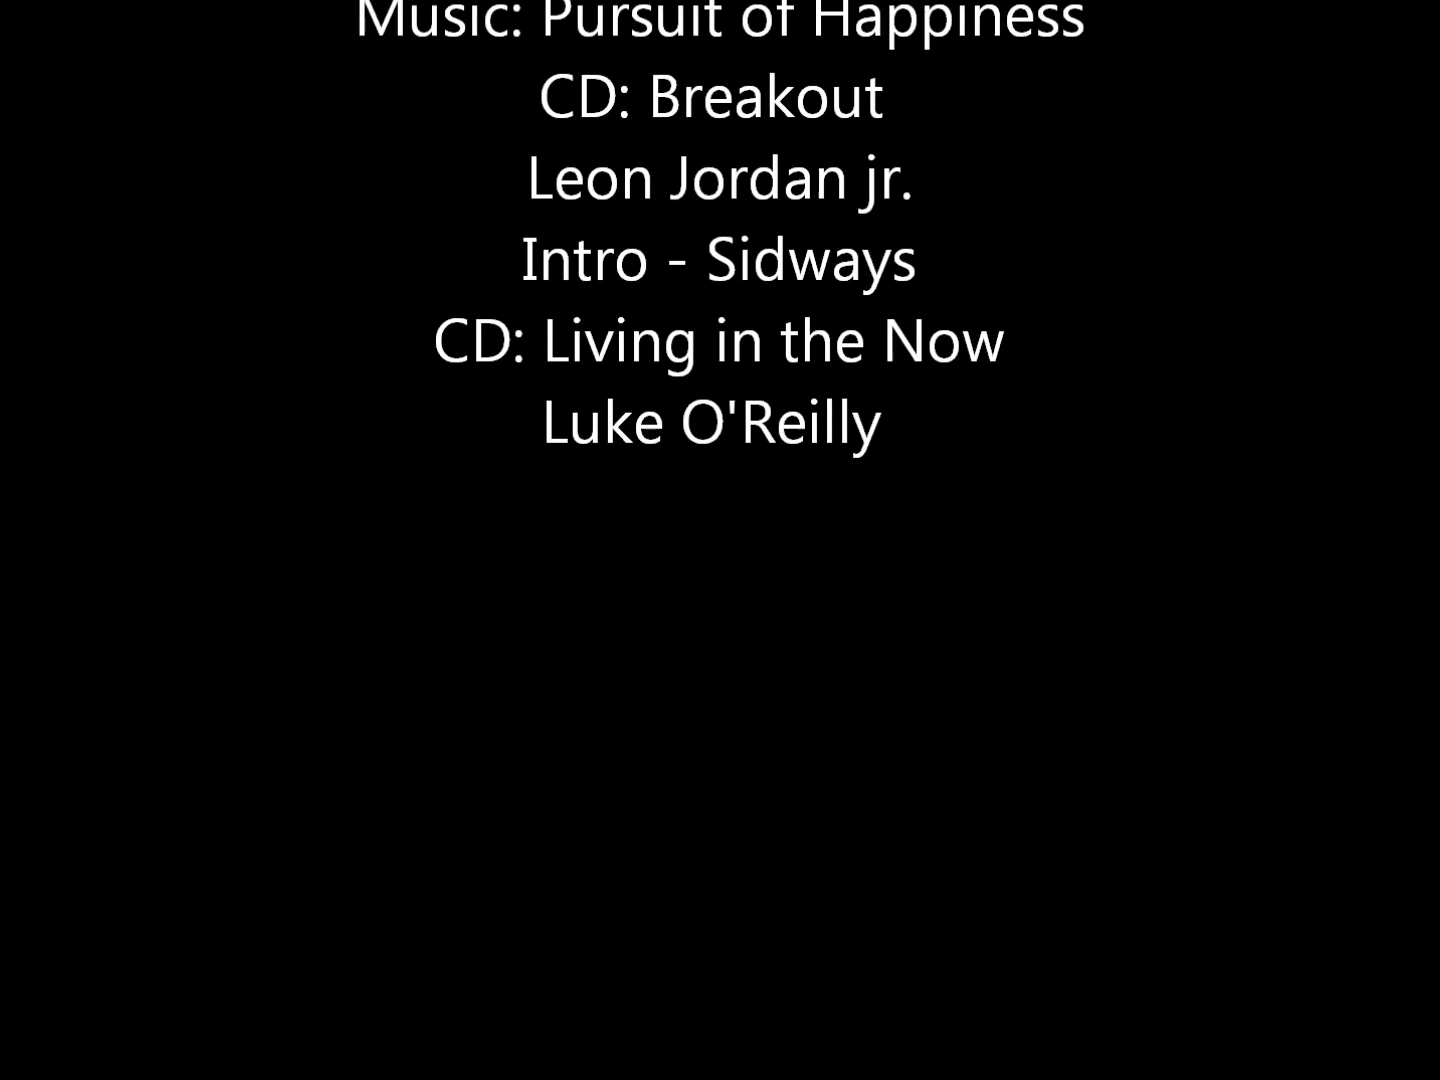 Music: Pursuit of Happiness
CD: Breakout
Leon Jordan jr.
Intro - Sidways
CD: Living in the Now
Luke O'Reilly